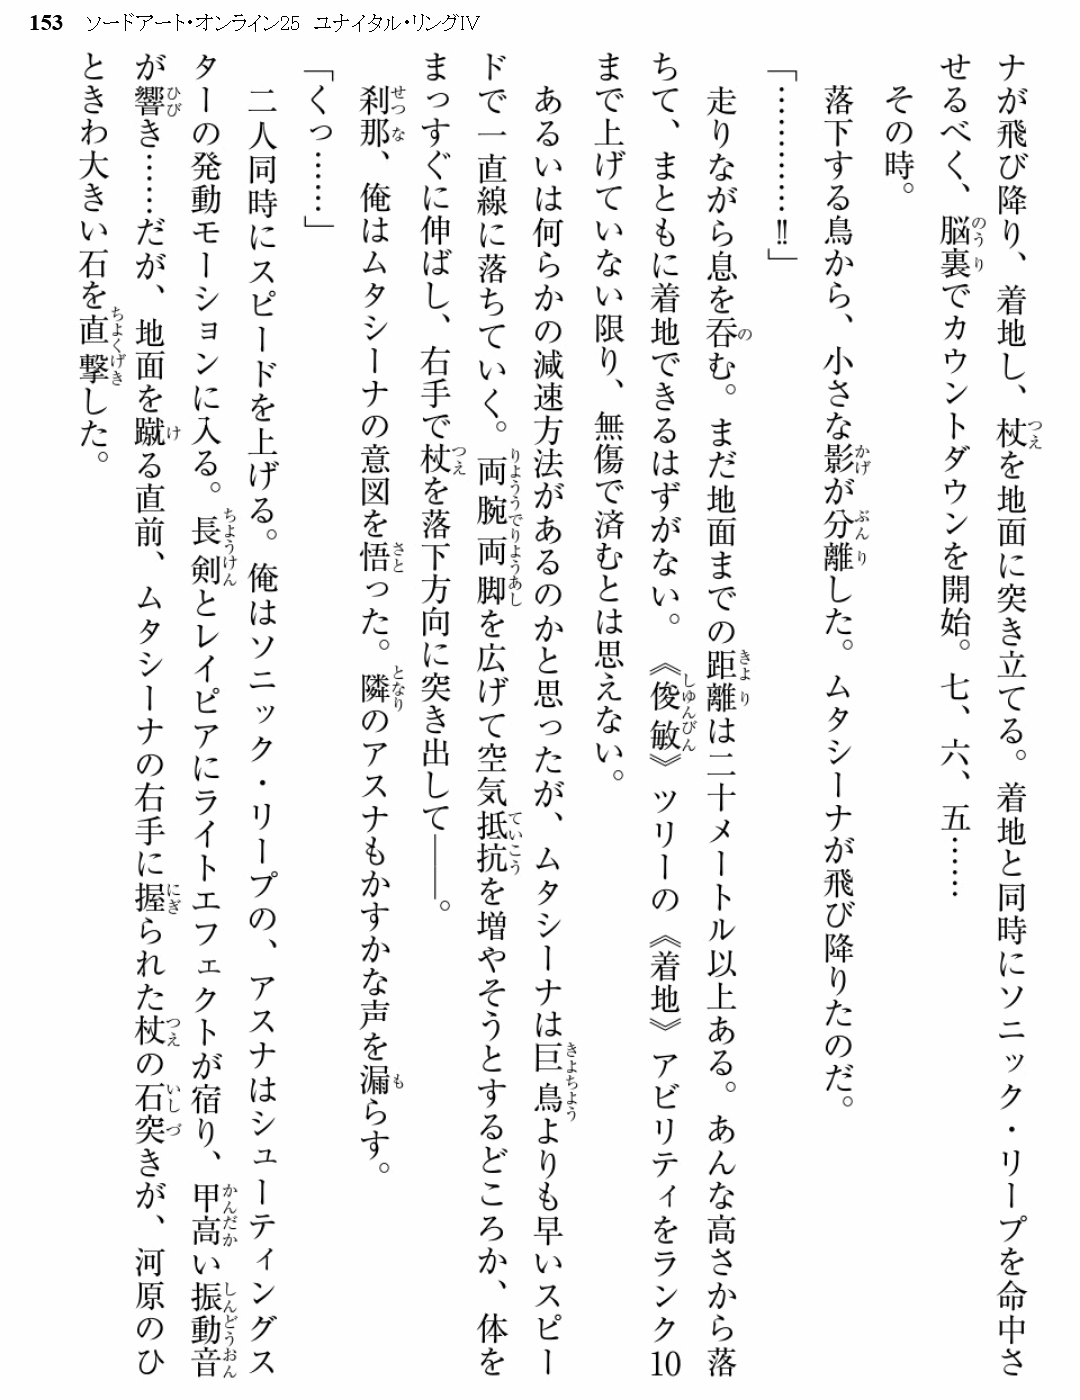 153 ソードアート・オンライン25 ユナイタル・リングⅣ
ナが飛び降り、着地し、杖を地面に突き立てる。着地と同時にソニック・リープを命中さ
せるべく、脳裏でカウントダウンを開始。七、六、五……
その時。
落下する鳥から、小さな影が分離した。ムタシーナが飛び降りたのだ。
「…………‼」
走りながら息を呑む。まだ地面までの距離は二十メートル以上ある。あんな高さから落
ちて、まともに着地できるはずがない。《俊敏》ツリーの《着地》アビリティをランク10
まで上げていない限り、無傷で済むとは思えない。
あるいは何らかの減速方法があるのかと思ったが、ムタシーナは巨鳥よりも早いスピー
ドで一直線に落ちていく。両腕両脚を広げて空気抵抗を増やそうとするどころか、体を
まっすぐに伸ばし、右手で杖を落下方向に突き出して――。
刹那、俺はムタシーナの意図を悟った。隣のアスナもかすかな声を漏らす。
「くっ……」
二人同時にスピードを上げる。俺はソニック・リープの、アスナはシューティングス
ターの発動モーションに入る。長剣とレイピアにライトエフェクトが宿り、甲高い振動音
が響き……だが、地面を蹴る直前、ムタシーナの右手に握られた杖の石突きが、河原のひ
ときわ大きい石を直撃した。